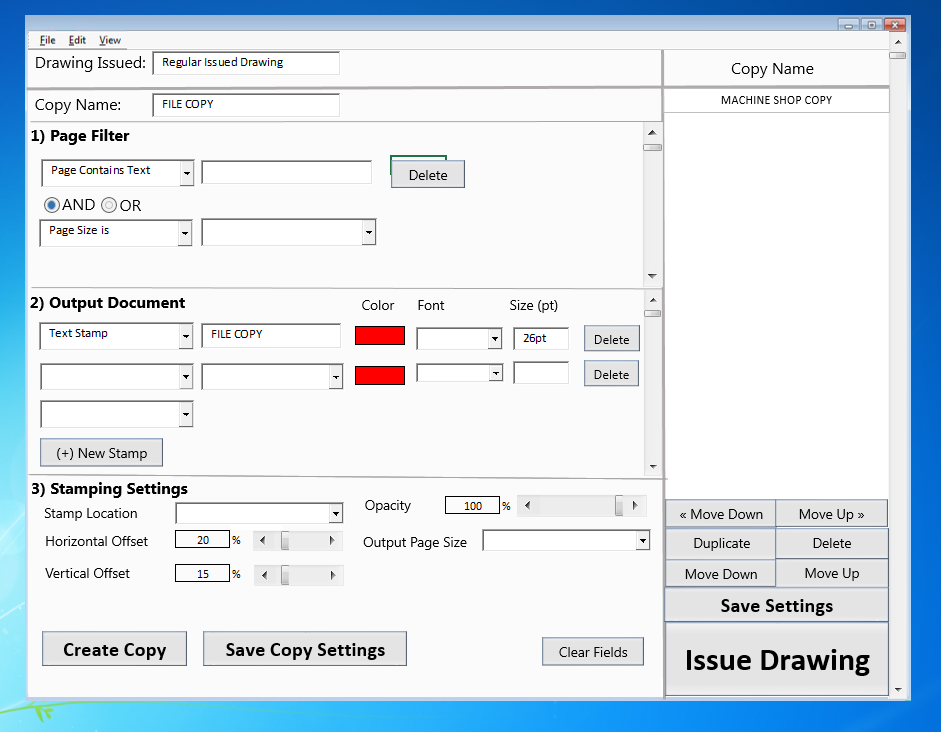 File Edit View
Drawing Issued: Regular Issued Drawing
Copy Name: FILE COPY
1) Page Filter
Page Contains Text Delete
AND OR
Page Size is
2) Output Document Color Font Size (pt)
Text Stamp FILE COPY 26pt Delete
Delete
(+) New Stamp
3) Stamping Settings
Stamp Location Opacity 100 %
Horizontal Offset 20 % Output Page Size
Vertical Offset 15 %
Create Copy Save Copy Settings Clear Fields
Copy Name
MACHINE SHOP COPY
« Move Down Move Up »
Duplicate Delete
Move Down Move Up
Save Settings
Issue Drawing